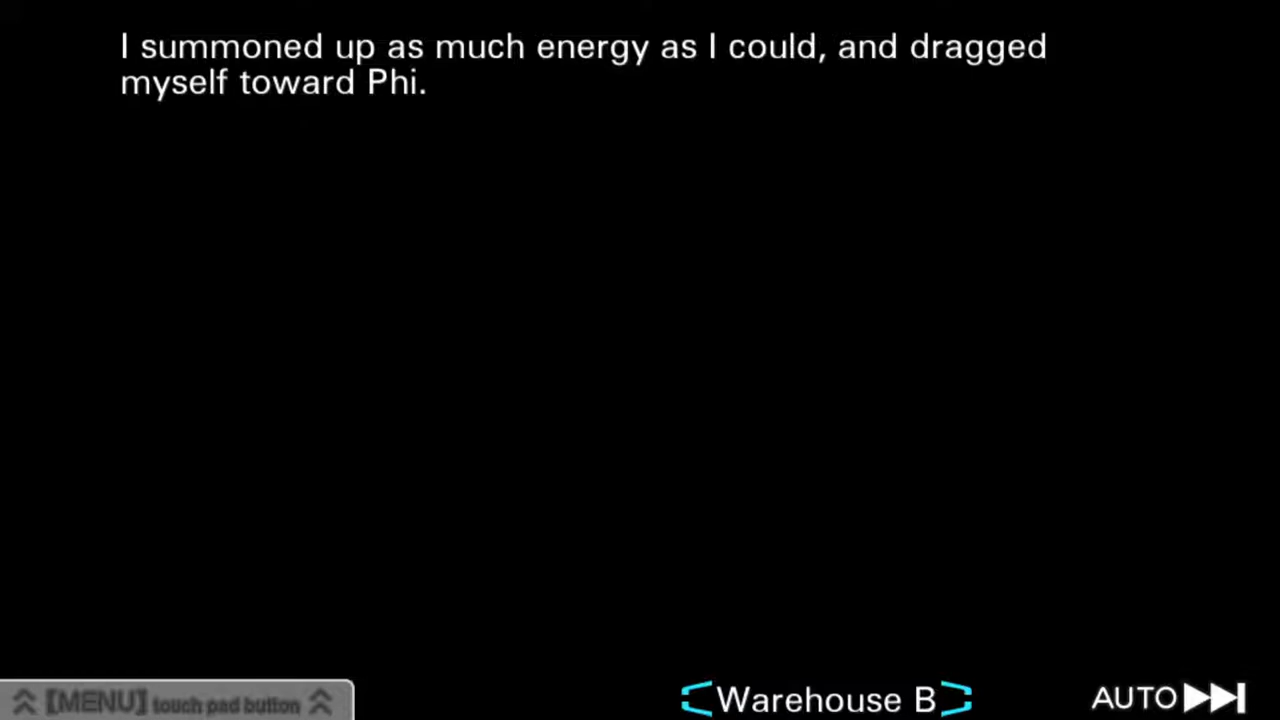 I summoned up as much energy as I could, and dragged
myself toward Phi.
【MENU】touch pad button
Warehouse B
AUTO